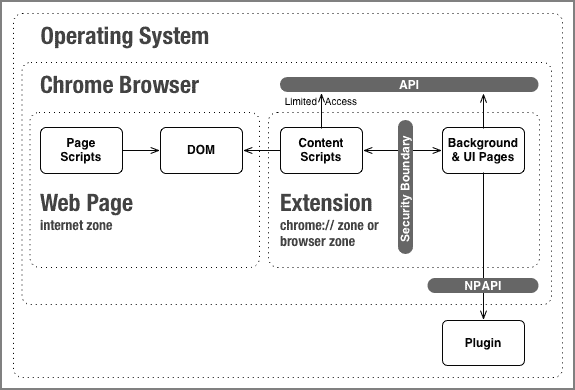 Operating System
Chrome Browser
API
Limited Access
Page
Scripts
DOM
Content
Scripts
Security Boundary
Background
& UI Pages
Web Page
internet zone
Extension
chrome:// zone or
browser zone
NPAPI
Plugin